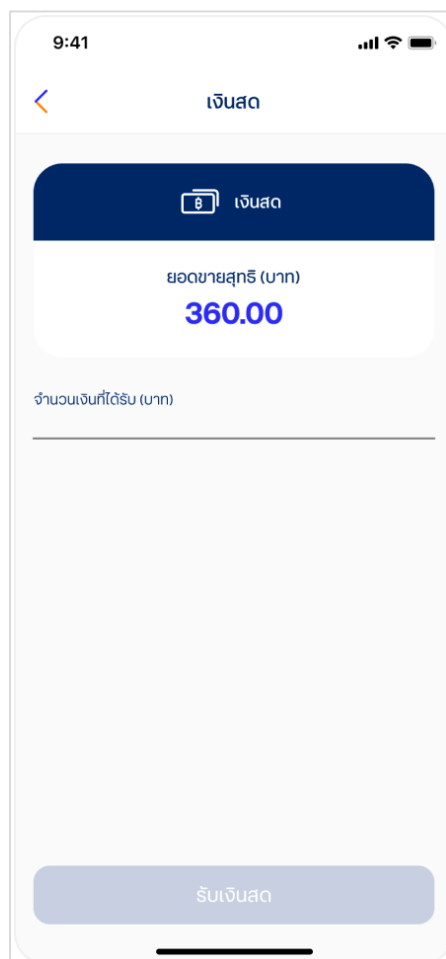 9:41
เงินสด
฿ เงินสด
ยอดขายสุทธิ (บาท)
360.00
จำนวนเงินที่ได้รับ (บาท)
รับเงินสด